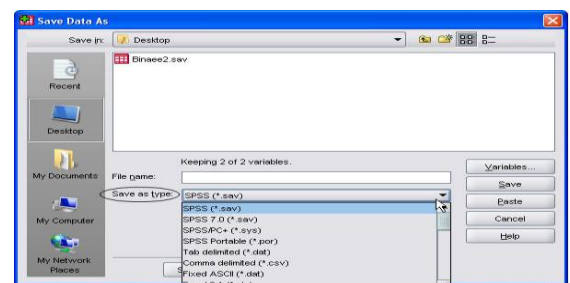 Save Data As
Save in: Desktop
Binaee2.sav
Recent
Desktop
My Documents
My Computer
My Network Places
Keeping 2 of 2 variables.
File name:
Save as type: SPSS (*.sav)
SPSS (*.sav)
SPSS 7.0 (*.sav)
SPSS/PC+ (*.sys)
SPSS Portable (*.por)
Tab delimited (*.dat)
Comma delimited (*.csv)
Fixed ASCII (*.dat)
Variables...
Save
Paste
Cancel
Help